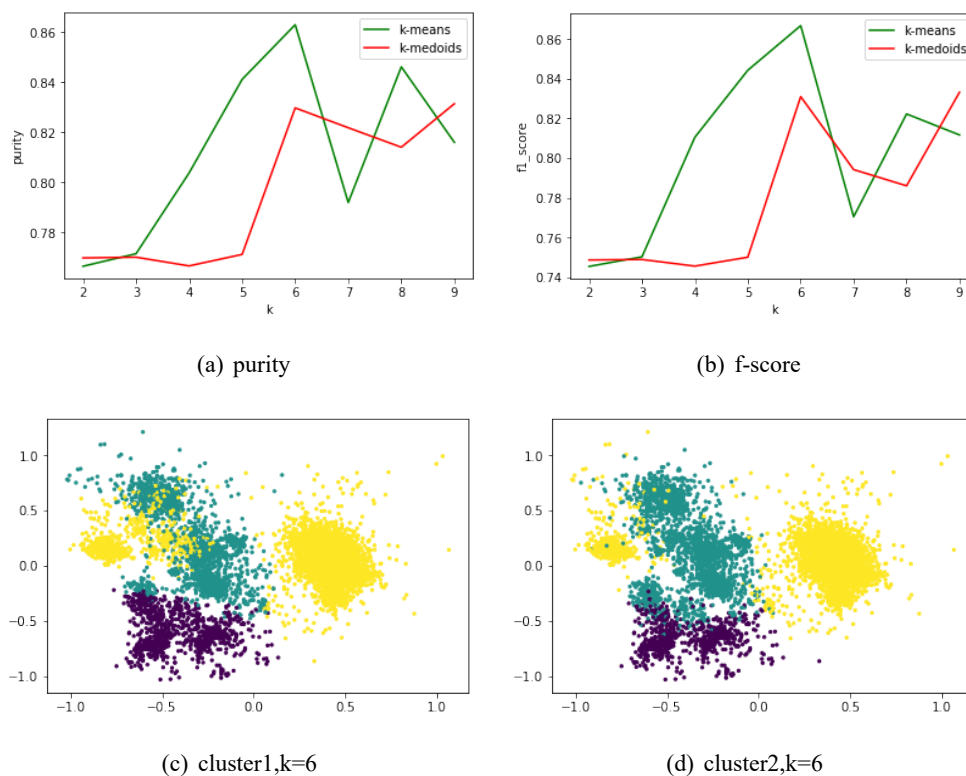 k-means
k-medoids
0.86
0.84
0.82
0.80
0.78
purity
2 3 4 5 6 7 8 9
k
(a) purity
k-means
k-medoids
0.86
0.84
0.82
0.80
0.78
0.76
0.74
f1_score
2 3 4 5 6 7 8 9
k
(b) f-score
1.0
0.5
0.0
−0.5
−1.0
−1.0 −0.5 0.0 0.5 1.0
(c) cluster1,k=6
1.0
0.5
0.0
−0.5
−1.0
−1.0 −0.5 0.0 0.5 1.0
(d) cluster2,k=6